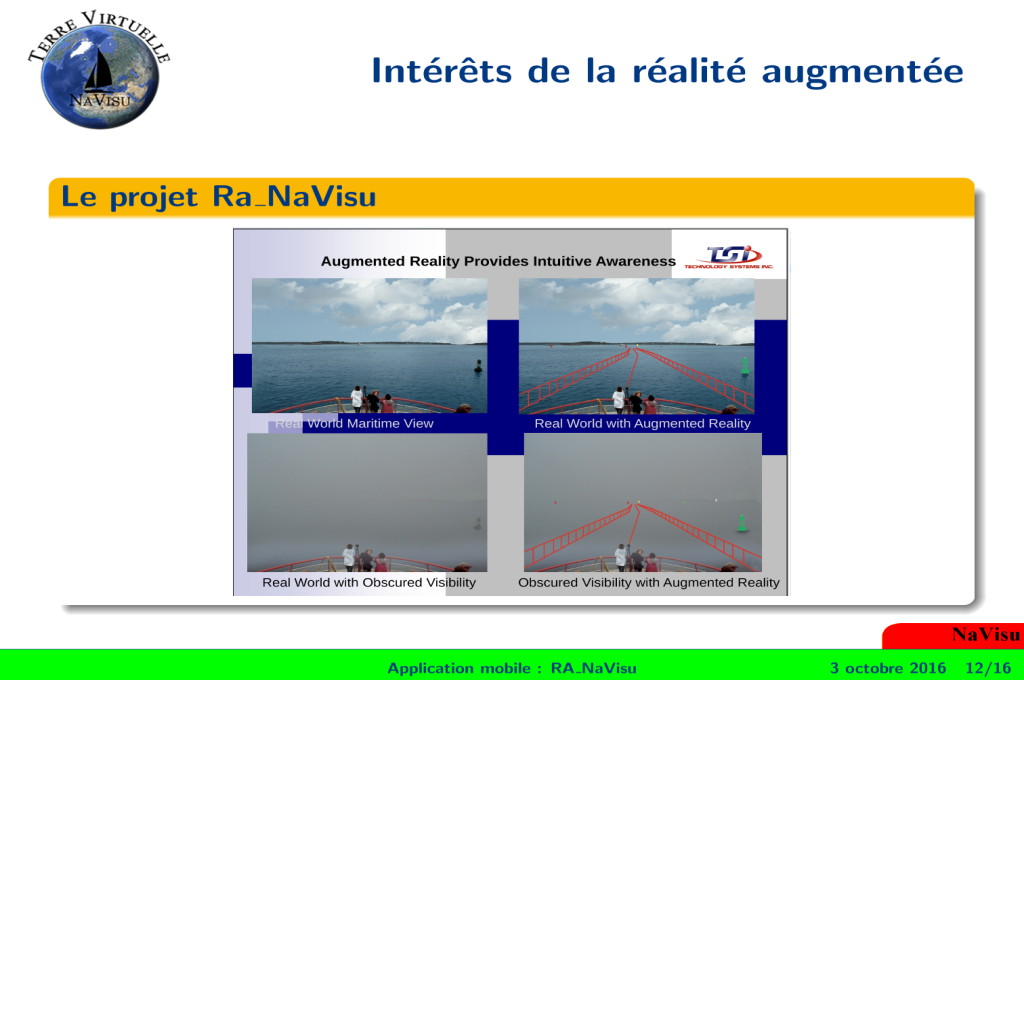 TERRE VIRTUELLE
NAVISU
Intérêts de la réalité augmentée
Le projet Ra_NaVisu
Augmented Reality Provides Intuitive Awareness
TSI
TECHNOLOGY SYSTEMS INC.
Real World Maritime View
Real World with Augmented Reality
Real World with Obscured Visibility
Obscured Visibility with Augmented Reality
NaVisu
Application mobile : RA_NaVisu
3 octobre 2016 12/16